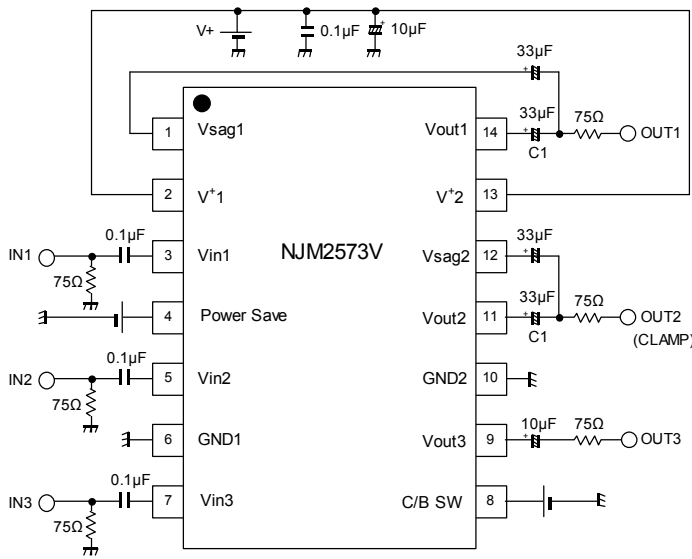 V+
0.1µF
10µF
33µF
33µF
C1
75Ω
OUT1
1
Vsag1
Vout1
14
2
V+1
V+2
13
IN1
0.1µF
75Ω
3
Vin1
NJM2573V
Vsag2
12
33µF
4
Power Save
Vout2
11
33µF
C1
75Ω
OUT2
(CLAMP)
IN2
0.1µF
75Ω
5
Vin2
GND2
10
6
GND1
Vout3
9
10µF
75Ω
OUT3
IN3
0.1µF
75Ω
7
Vin3
C/B SW
8